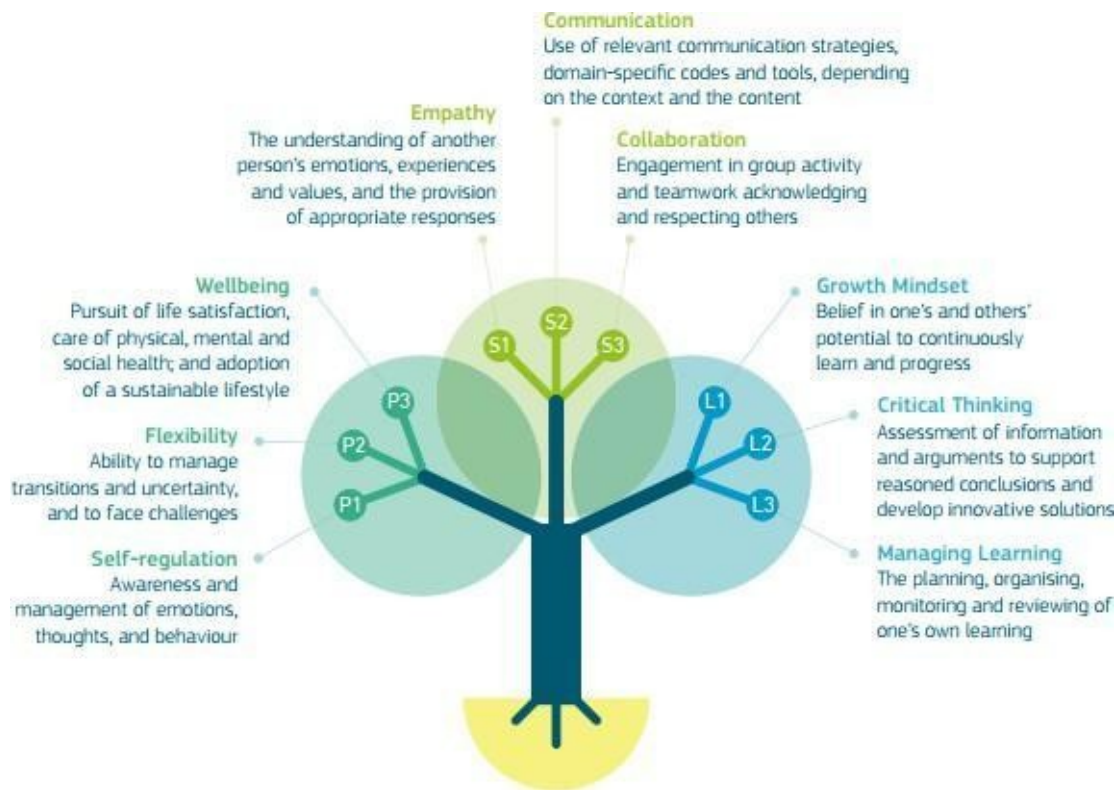 Communication
Use of relevant communication strategies,
domain-specific codes and tools, depending
on the context and the content
Empathy
The understanding of another
person's emotions, experiences
and values, and the provision
of appropriate responses
Collaboration
Engagement in group activity
and teamwork acknowledging
and respecting others
Wellbeing
Pursuit of life satisfaction,
care of physical, mental and
social health; and adoption
of a sustainable lifestyle
Flexibility
Ability to manage
transitions and uncertainty,
and to face challenges
Self-regulation
Awareness and
management of emotions,
thoughts, and behaviour
P3
P2
P1
S1
S2
S3
L1
L2
L3
Growth Mindset
Belief in one's and others'
potential to continuously
learn and progress
Critical Thinking
Assessment of information
and arguments to support
reasoned conclusions and
develop innovative solutions
Managing Learning
The planning, organising,
monitoring and reviewing of
one's own learning